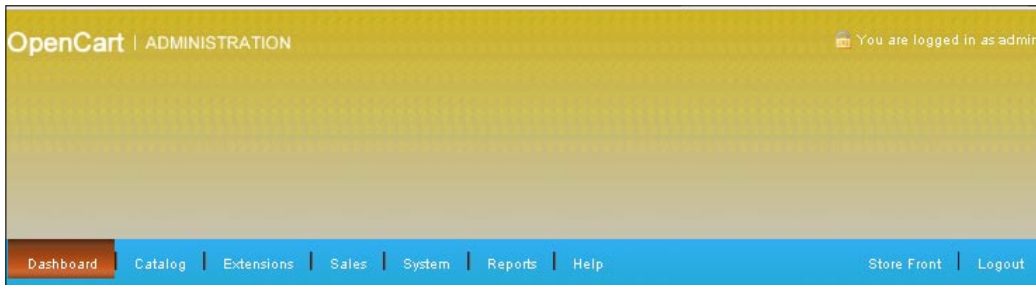 OpenCart | ADMINISTRATION
You are logged in as admin
Dashboard | Catalog | Extensions | Sales | System | Reports | Help
Store Front | Logout